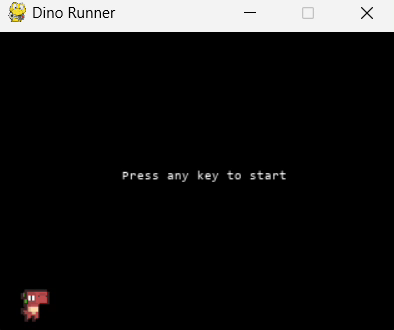 Dino Runner
Press any key to start